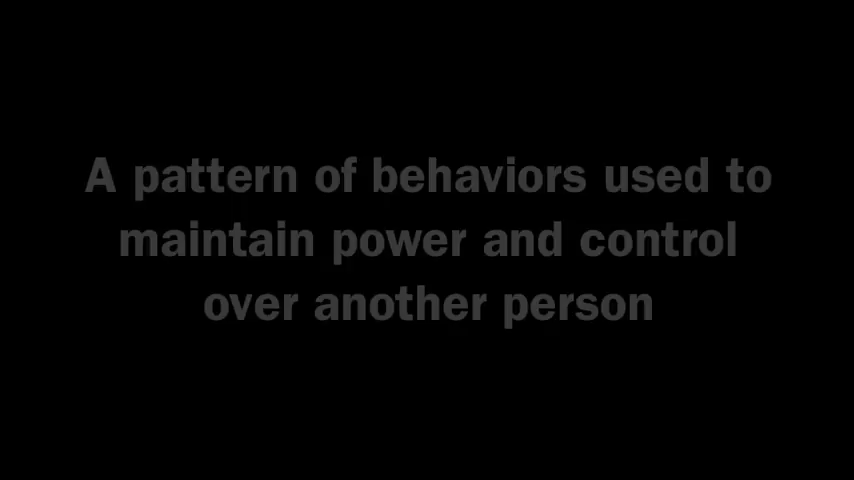 A pattern of behaviors used to
maintain power and control
over another person